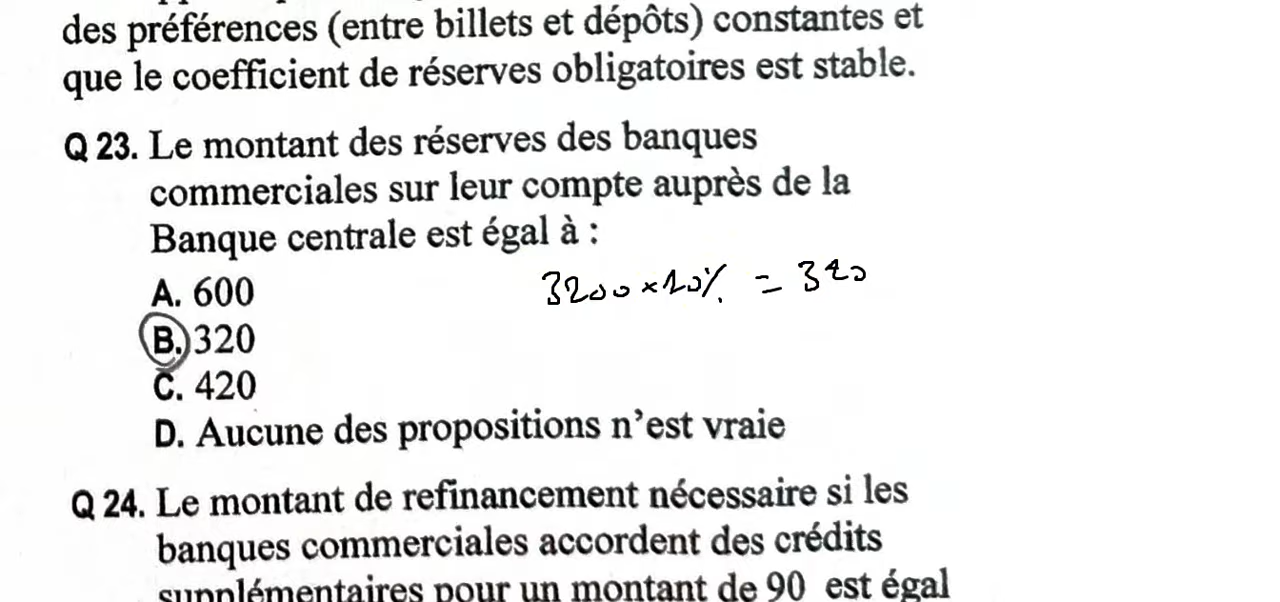 des préférences (entre billets et dépôts) constantes et
que le coefficient de réserves obligatoires est stable.
Q 23. Le montant des réserves des banques
commerciales sur leur compte auprès de la
Banque centrale est égal à :
A. 600
3200 × 10% = 320
B. 320
C. 420
D. Aucune des propositions n’est vraie
Q 24. Le montant de refinancement nécessaire si les
banques commerciales accordent des crédits
supplémentaires pour un montant de 90 est égal